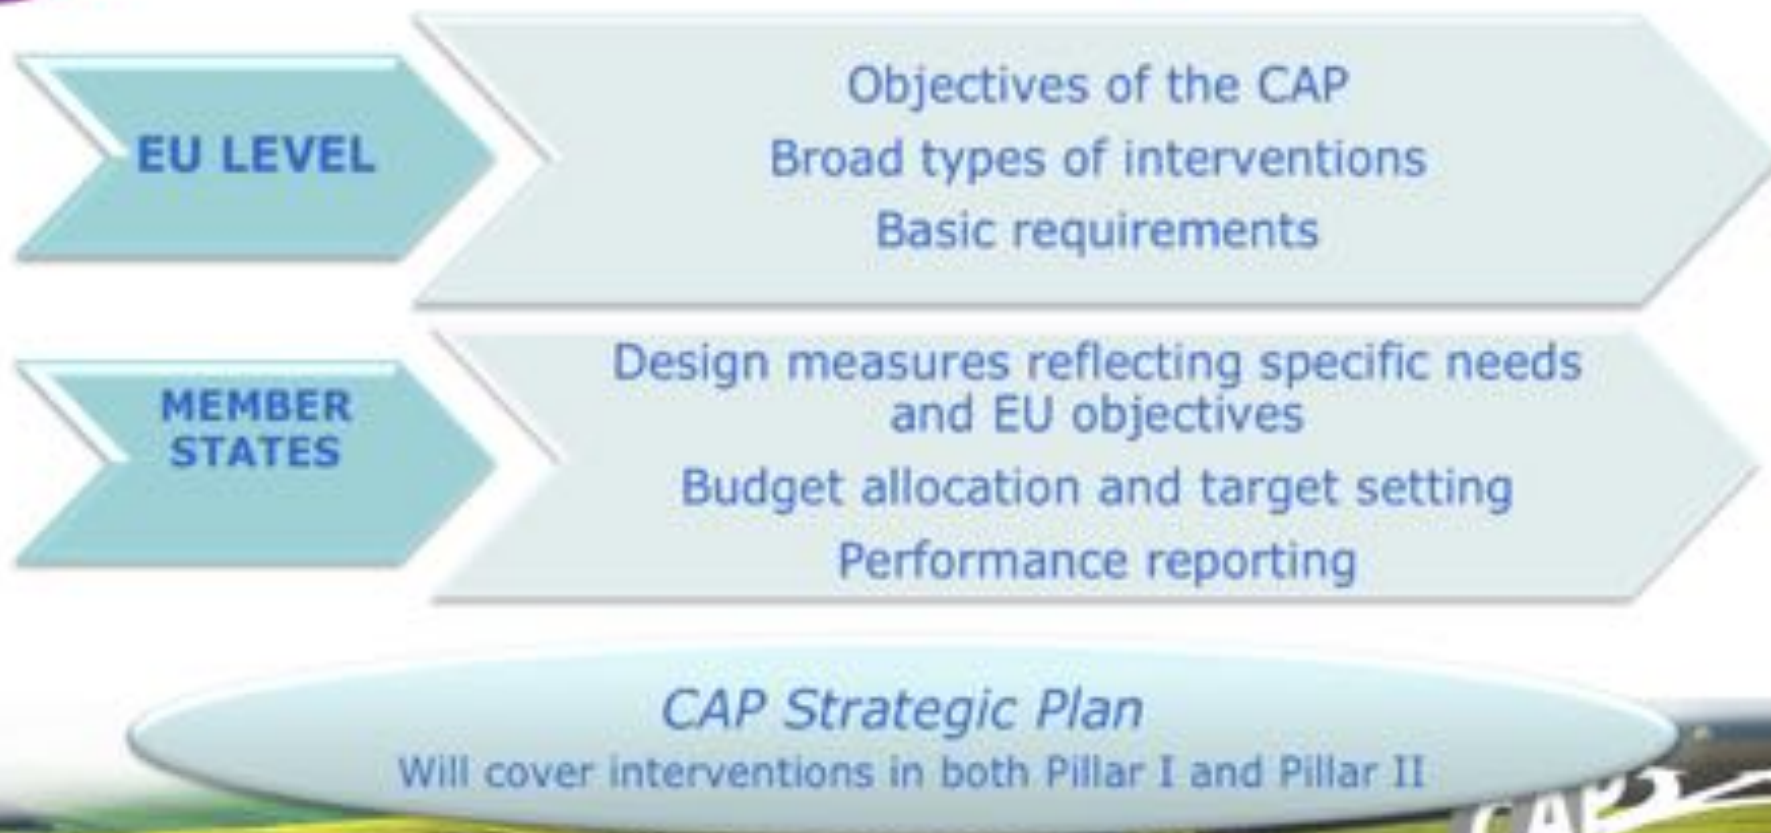 EU LEVEL
Objectives of the CAP
Broad types of interventions
Basic requirements
MEMBER
STATES
Design measures reflecting specific needs
and EU objectives
Budget allocation and target setting
Performance reporting
CAP Strategic Plan
Will cover interventions in both Pillar I and Pillar II
CAP